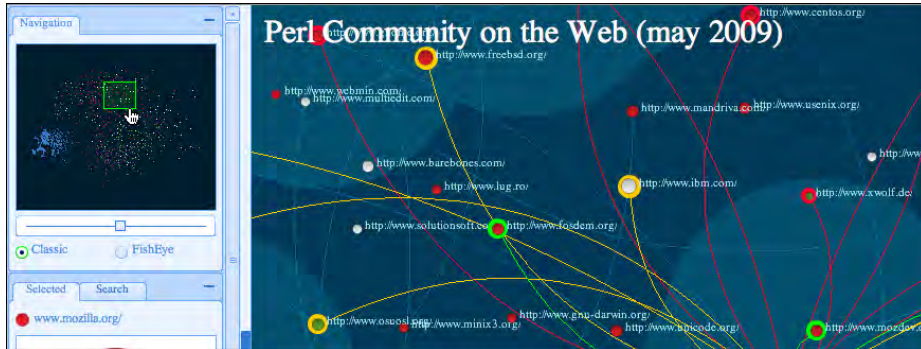 Navigation
Classic
FishEye
Selected
Search
www.mozilla.org/
Perl Community on the Web (may 2009)
http://www.centos.org/
http://www.freebsd.org/
http://www.webmin.com/
http://www.multiedit.com/
http://www.mandriva.com/
http://www.usenix.org/
http://www.barebones.com/
http://www
http://www.lug.ro/
http://www.ibm.com/
http://www.xwolf.de/
http://www.solutionsoft.co
http://www.fosdem.org/
http://www.osuosl.org/
http://www.minix3.org/
http://www.gnu-darwin.org/
http://www.mozdev.o